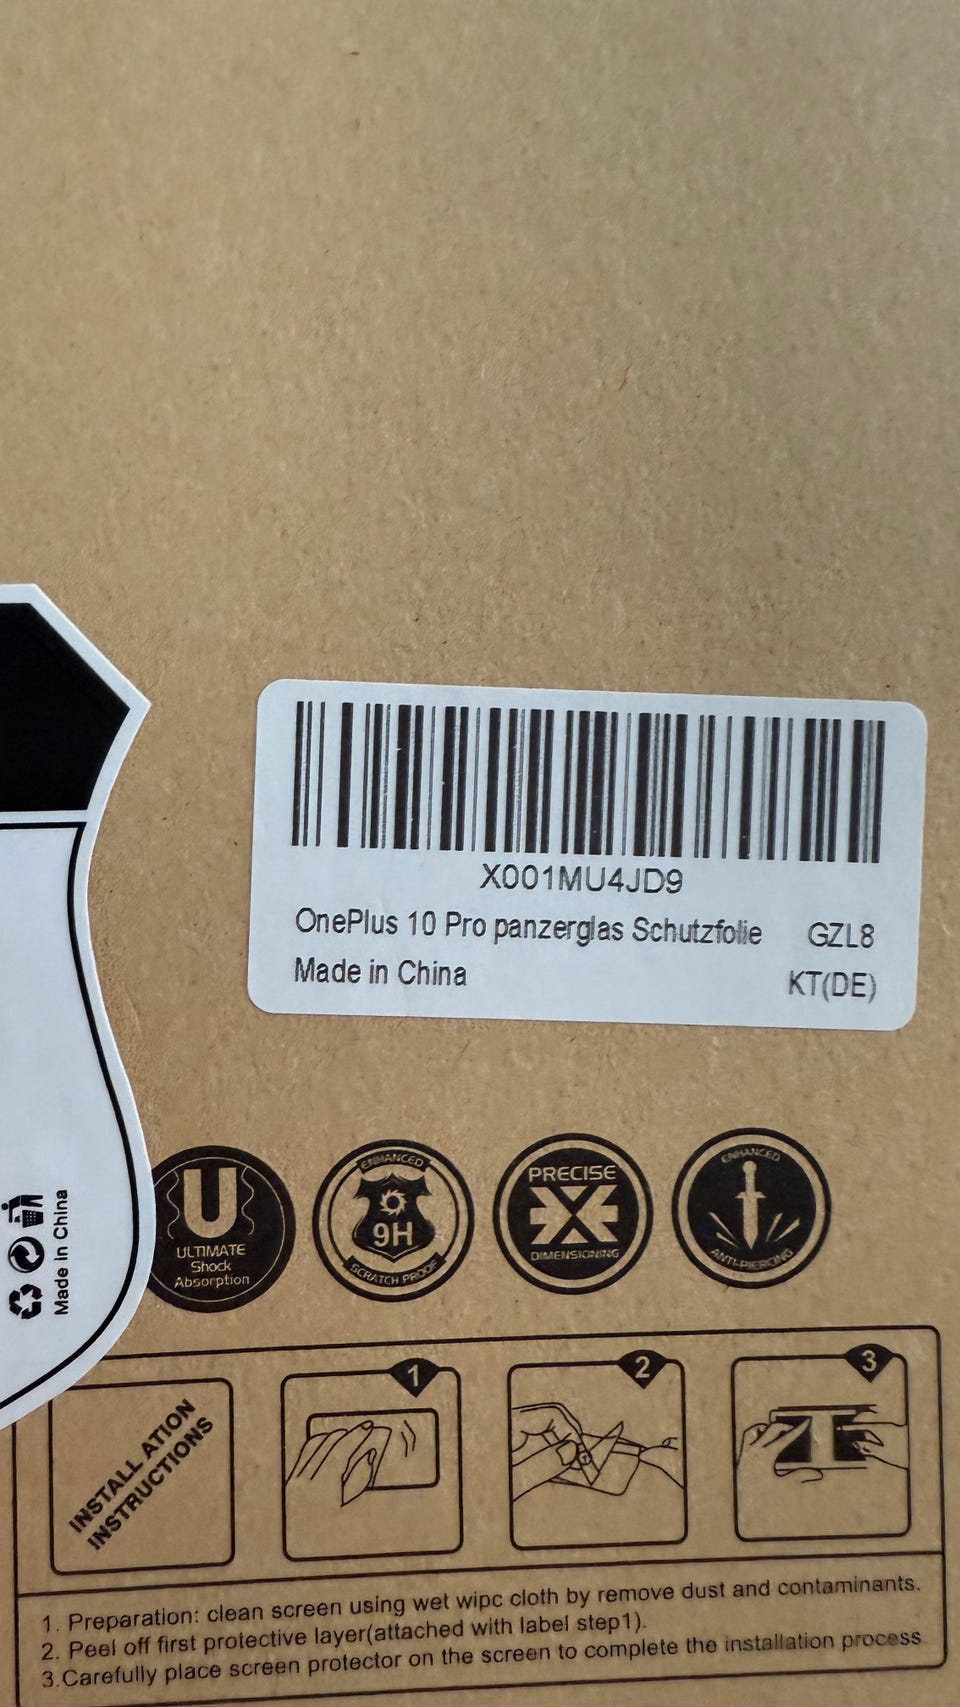 X001MU4JD9
OnePlus 10 Pro panzerglas Schutzfolie GZL8
Made in China KT(DE)
Made In China
U
ULTIMATE
Shock
Absorption
ENHANCED
9H
SCRATCH PROOF
PRECISE
DIMENSIONING
ENHANCED
ANTI-PIERCING
INSTALL ATION
INSTRUCTIONS
1
2
3
1. Preparation: clean screen using wet wipc cloth by remove dust and contaminants.
2. Peel off first protective layer(attached with label step1).
3.Carefully place screen protector on the screen to complete the installation process